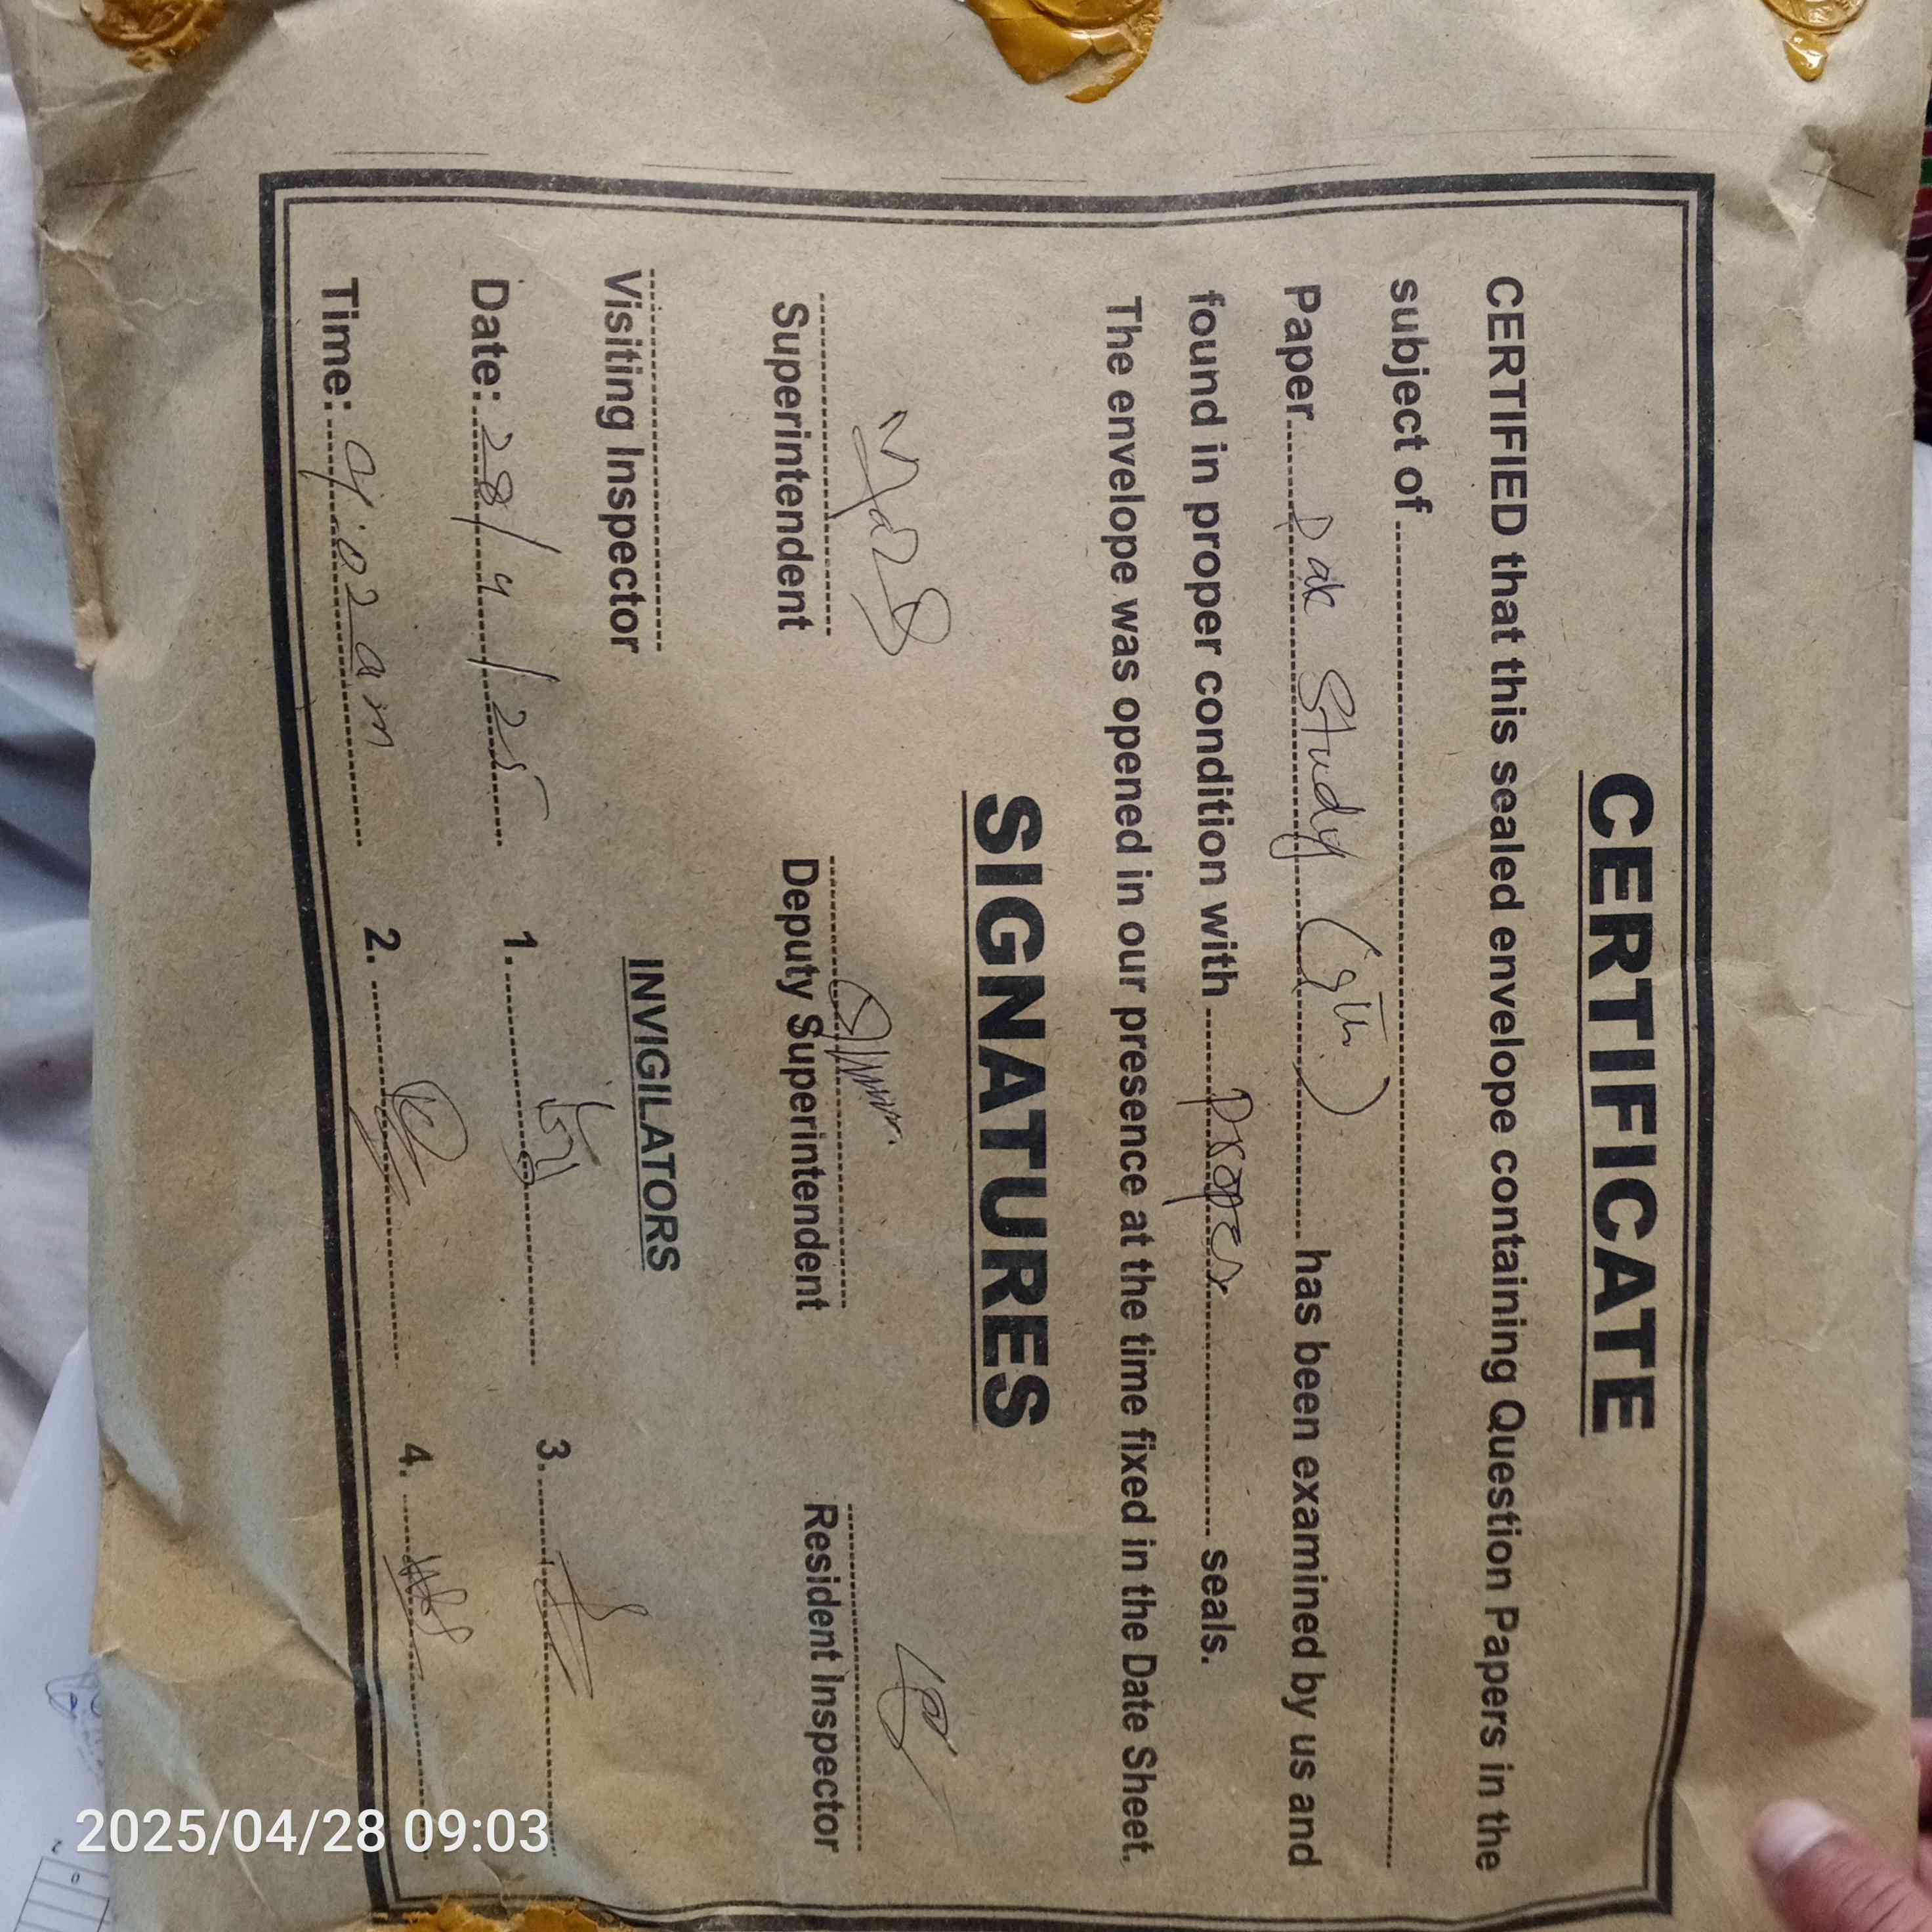 CERTIFICATE
CERTIFIED that this sealed envelope containing Question Papers in the
subject of
Paper Pak Study (9th) has been examined by us and
found in proper condition with Proper seals.
The envelope was opened in our presence at the time fixed in the Date Sheet.
SIGNATURES
Superintendent Deputy Superintendent Resident Inspector
Visiting Inspector
INVIGILATORS
Date: 28/4/25 1. 3.
Time: 9:02 am 2. 4.
2025/04/28 09:03